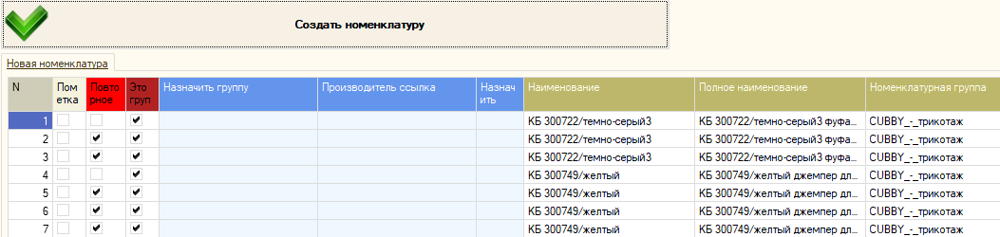 Создать номенклатуру
Новая номенклатура
N Пометка Повторное Это груп Назначить группу Производитель ссылка Назначить Наименование Полное наименование Номенклатурная группа
1 КБ 300722/темно-серый3 КБ 300722/темно-серый3 фуфа... CUBBY_-_трикотаж
2 КБ 300722/темно-серый3 КБ 300722/темно-серый3 фуфа... CUBBY_-_трикотаж
3 КБ 300722/темно-серый3 КБ 300722/темно-серый3 фуфа... CUBBY_-_трикотаж
4 КБ 300749/желтый КБ 300749/желтый джемпер дл... CUBBY_-_трикотаж
5 КБ 300749/желтый КБ 300749/желтый джемпер дл... CUBBY_-_трикотаж
6 КБ 300749/желтый КБ 300749/желтый джемпер дл... CUBBY_-_трикотаж
7 КБ 300749/желтый КБ 300749/желтый джемпер дл... CUBBY_-_трикотаж